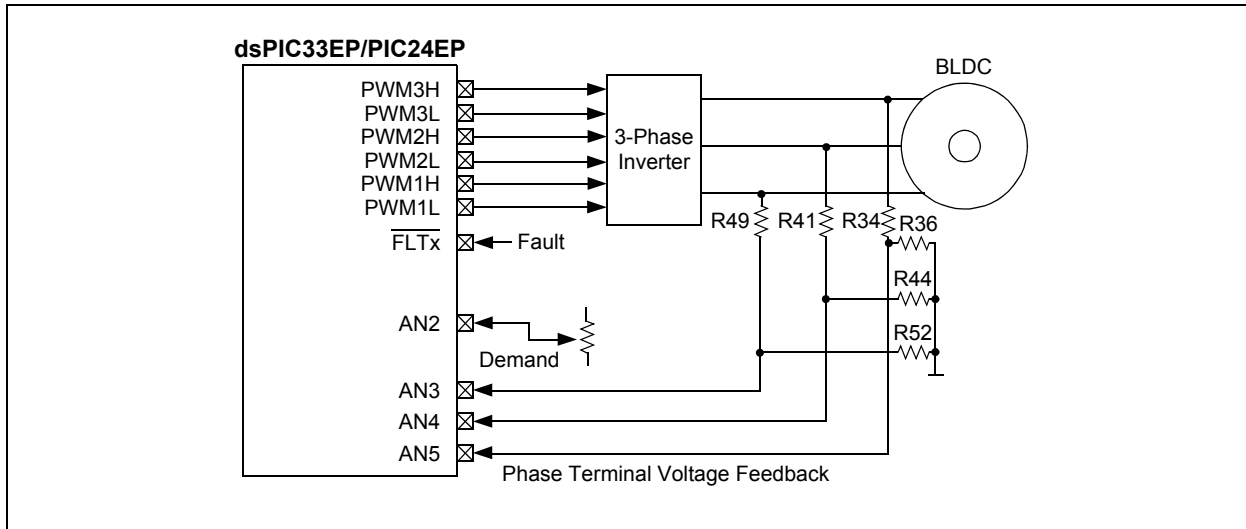 dsPIC33EP/PIC24EP
BLDC
PWM3H
PWM3L
PWM2H
PWM2L
PWM1H
PWM1L
3-Phase
Inverter
R49
R41
R34
R36
FLTx
Fault
R44
AN2
Demand
R52
AN3
AN4
AN5
Phase Terminal Voltage Feedback